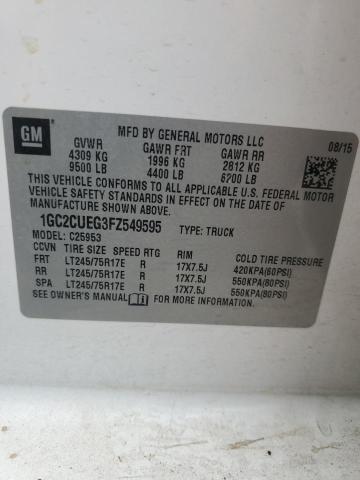 GM
MFD BY GENERAL MOTORS LLC
08/15
GVWR GAWR FRT GAWR RR
4309 KG 1996 KG 2812 KG
9500 LB 4400 LB 6200 LB
THIS VEHICLE CONFORMS TO ALL APPLICABLE U.S. FEDERAL MOTOR
VEHICLE SAFETY STANDARDS IN EFFECT ON THE DATE OF
MANUFACTURE SHOWN ABOVE.
1GC2CUEG3FZ549595 TYPE: TRUCK
MODEL: C25953
CCVN TIRE SIZE SPEED RTG RIM COLD TIRE PRESSURE
FRT LT245/75R17E R 17X7.5J 420KPA(60PSI)
RR LT245/75R17E R 17X7.5J 550KPA(80PSI)
SPA LT245/75R17E R 17X7.5J 550KPA(80PSI)
SEE OWNER'S MANUAL FOR MORE INFORMATION.